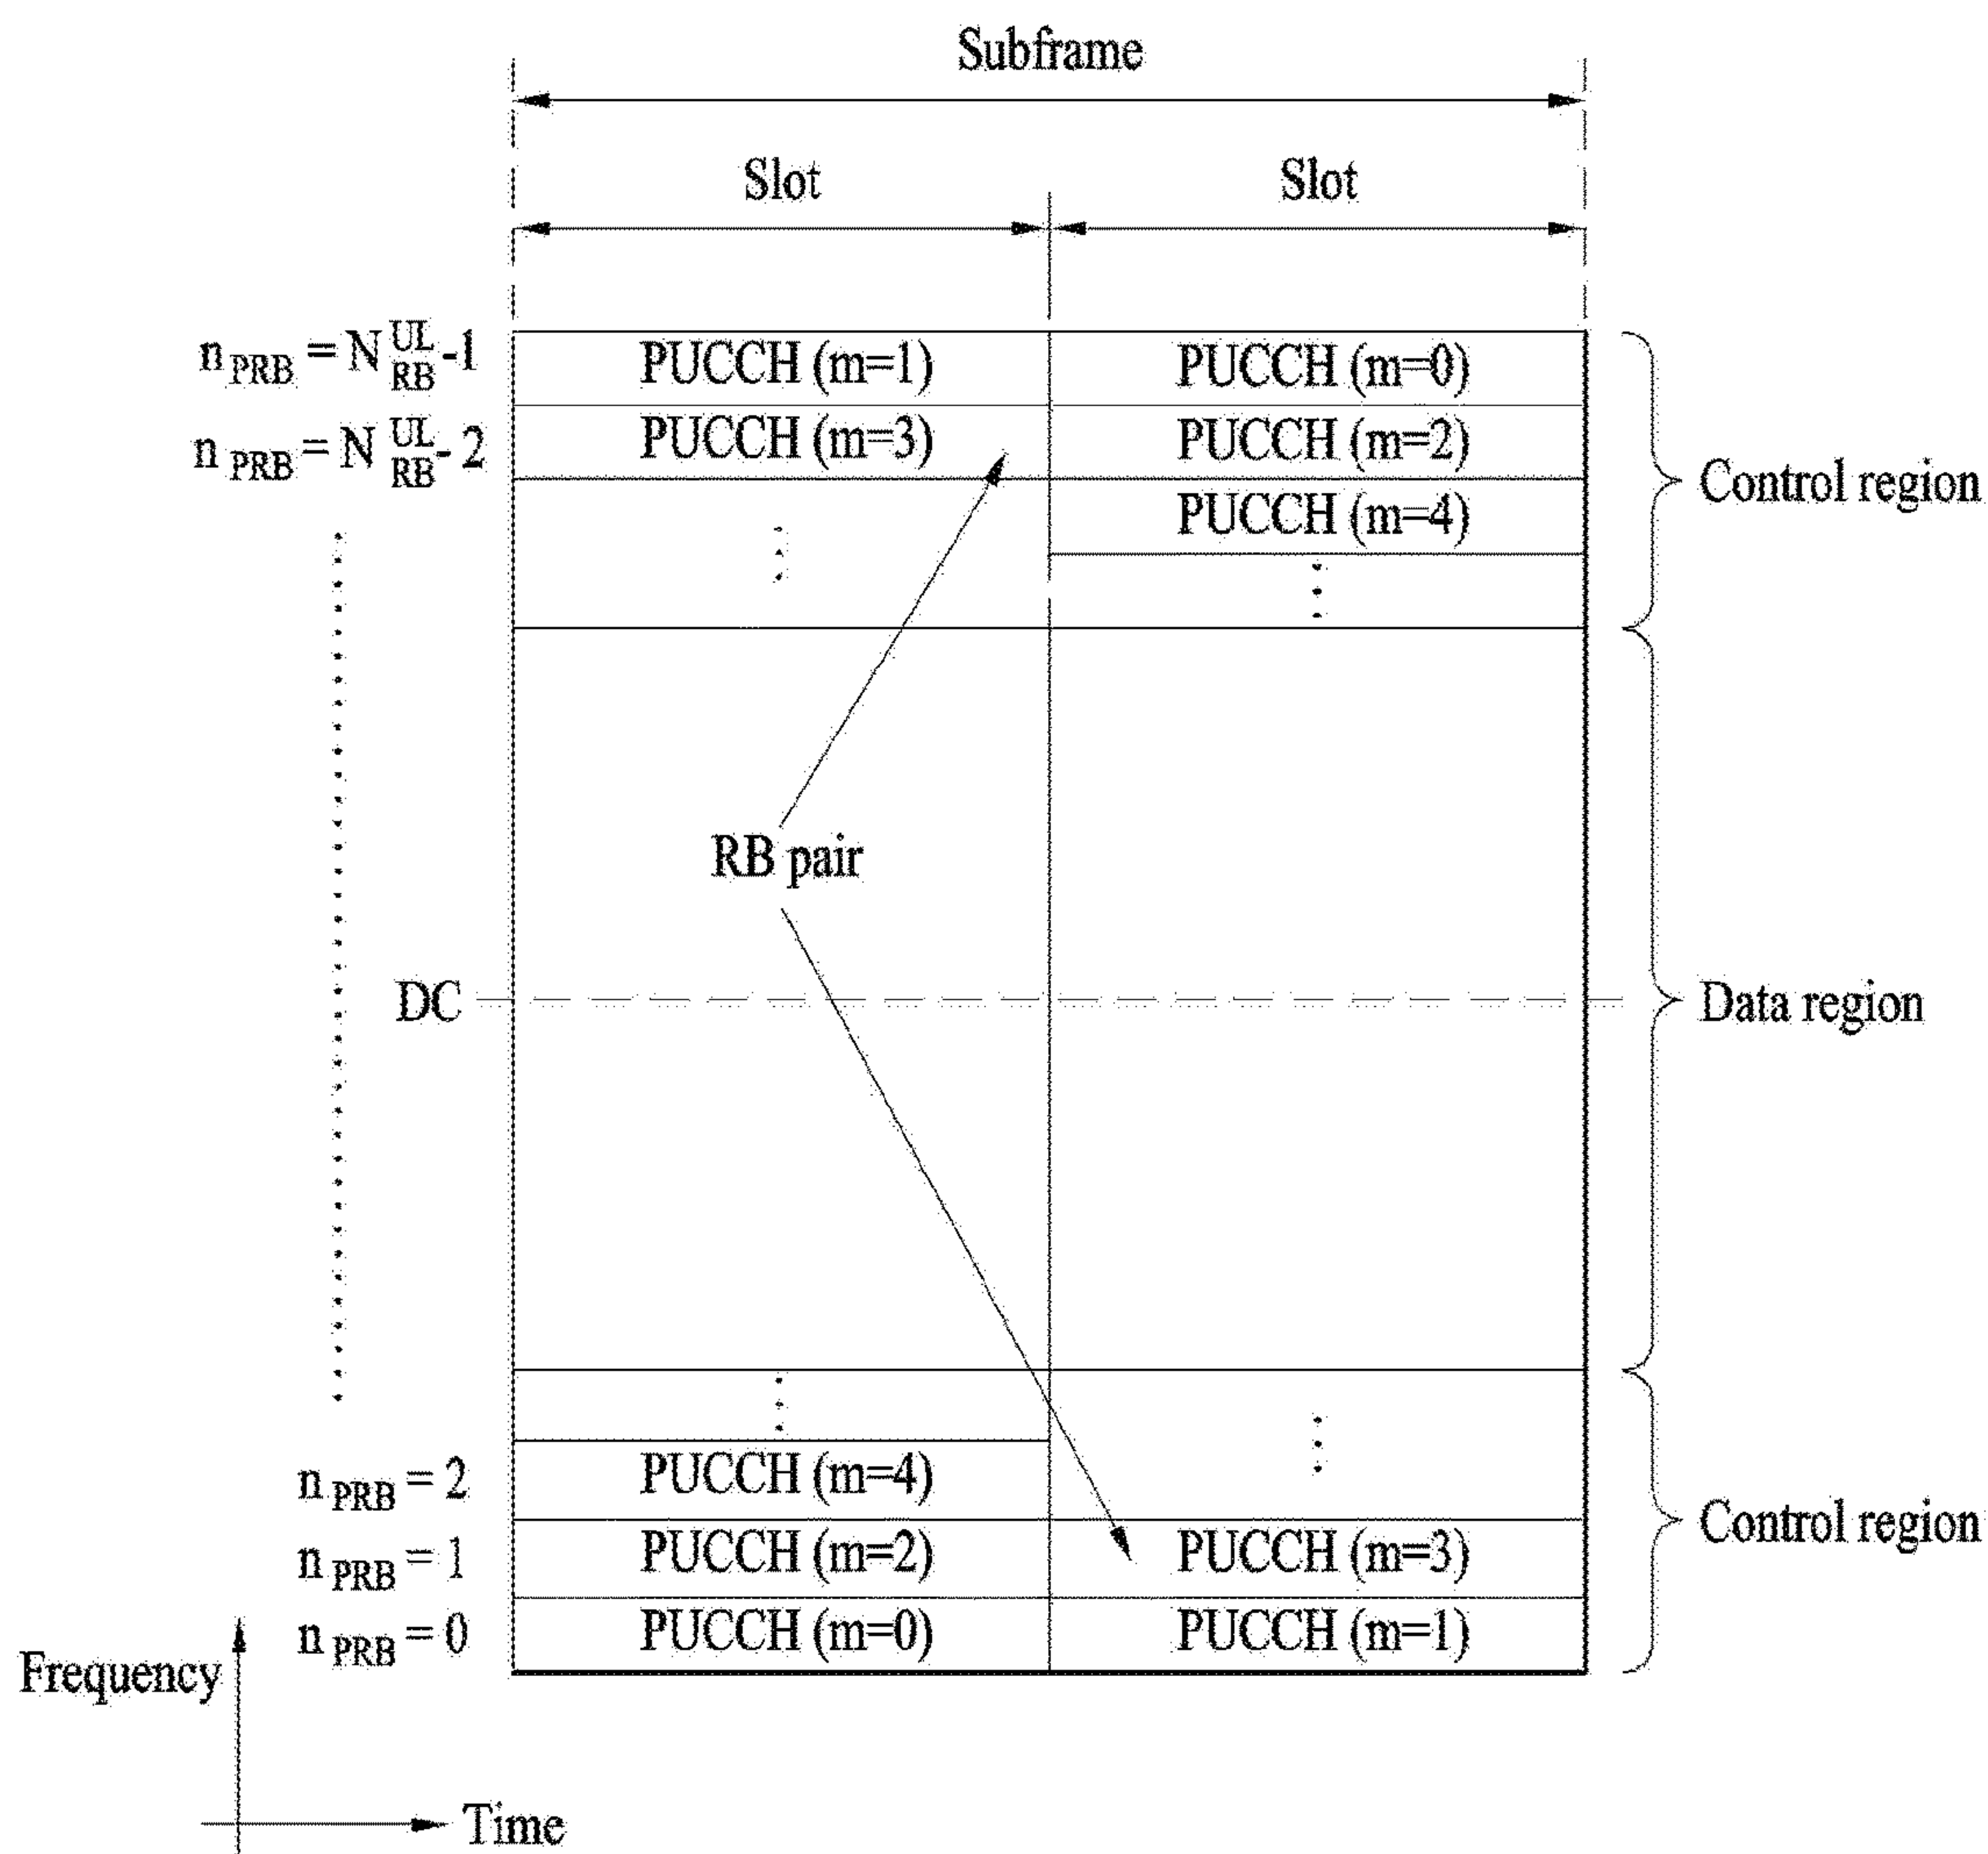 Subframe
Slot Slot
n PRB = N UL RB -1 PUCCH (m=1) PUCCH (m=0)
n PRB = N UL RB - 2 PUCCH (m=3) PUCCH (m=2)
PUCCH (m=4)
Control region
RB pair
DC
Data region
n PRB = 2 PUCCH (m=4)
Control region
n PRB = 1 PUCCH (m=2) PUCCH (m=3)
n PRB = 0 PUCCH (m=0) PUCCH (m=1)
Frequency
Time